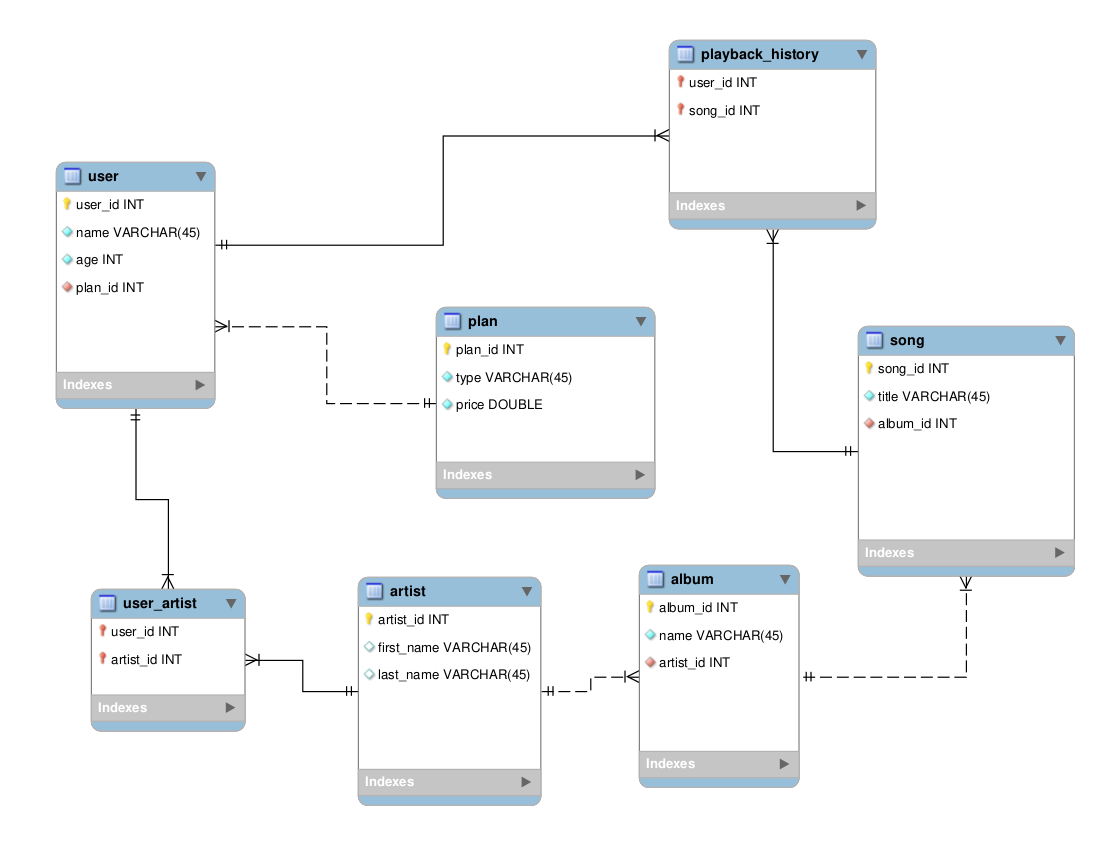 playback_history
user_id INT
song_id INT
Indexes
user
user_id INT
name VARCHAR(45)
age INT
plan_id INT
Indexes
plan
plan_id INT
type VARCHAR(45)
price DOUBLE
Indexes
song
song_id INT
title VARCHAR(45)
album_id INT
Indexes
user_artist
user_id INT
artist_id INT
Indexes
artist
artist_id INT
first_name VARCHAR(45)
last_name VARCHAR(45)
Indexes
album
album_id INT
name VARCHAR(45)
artist_id INT
Indexes